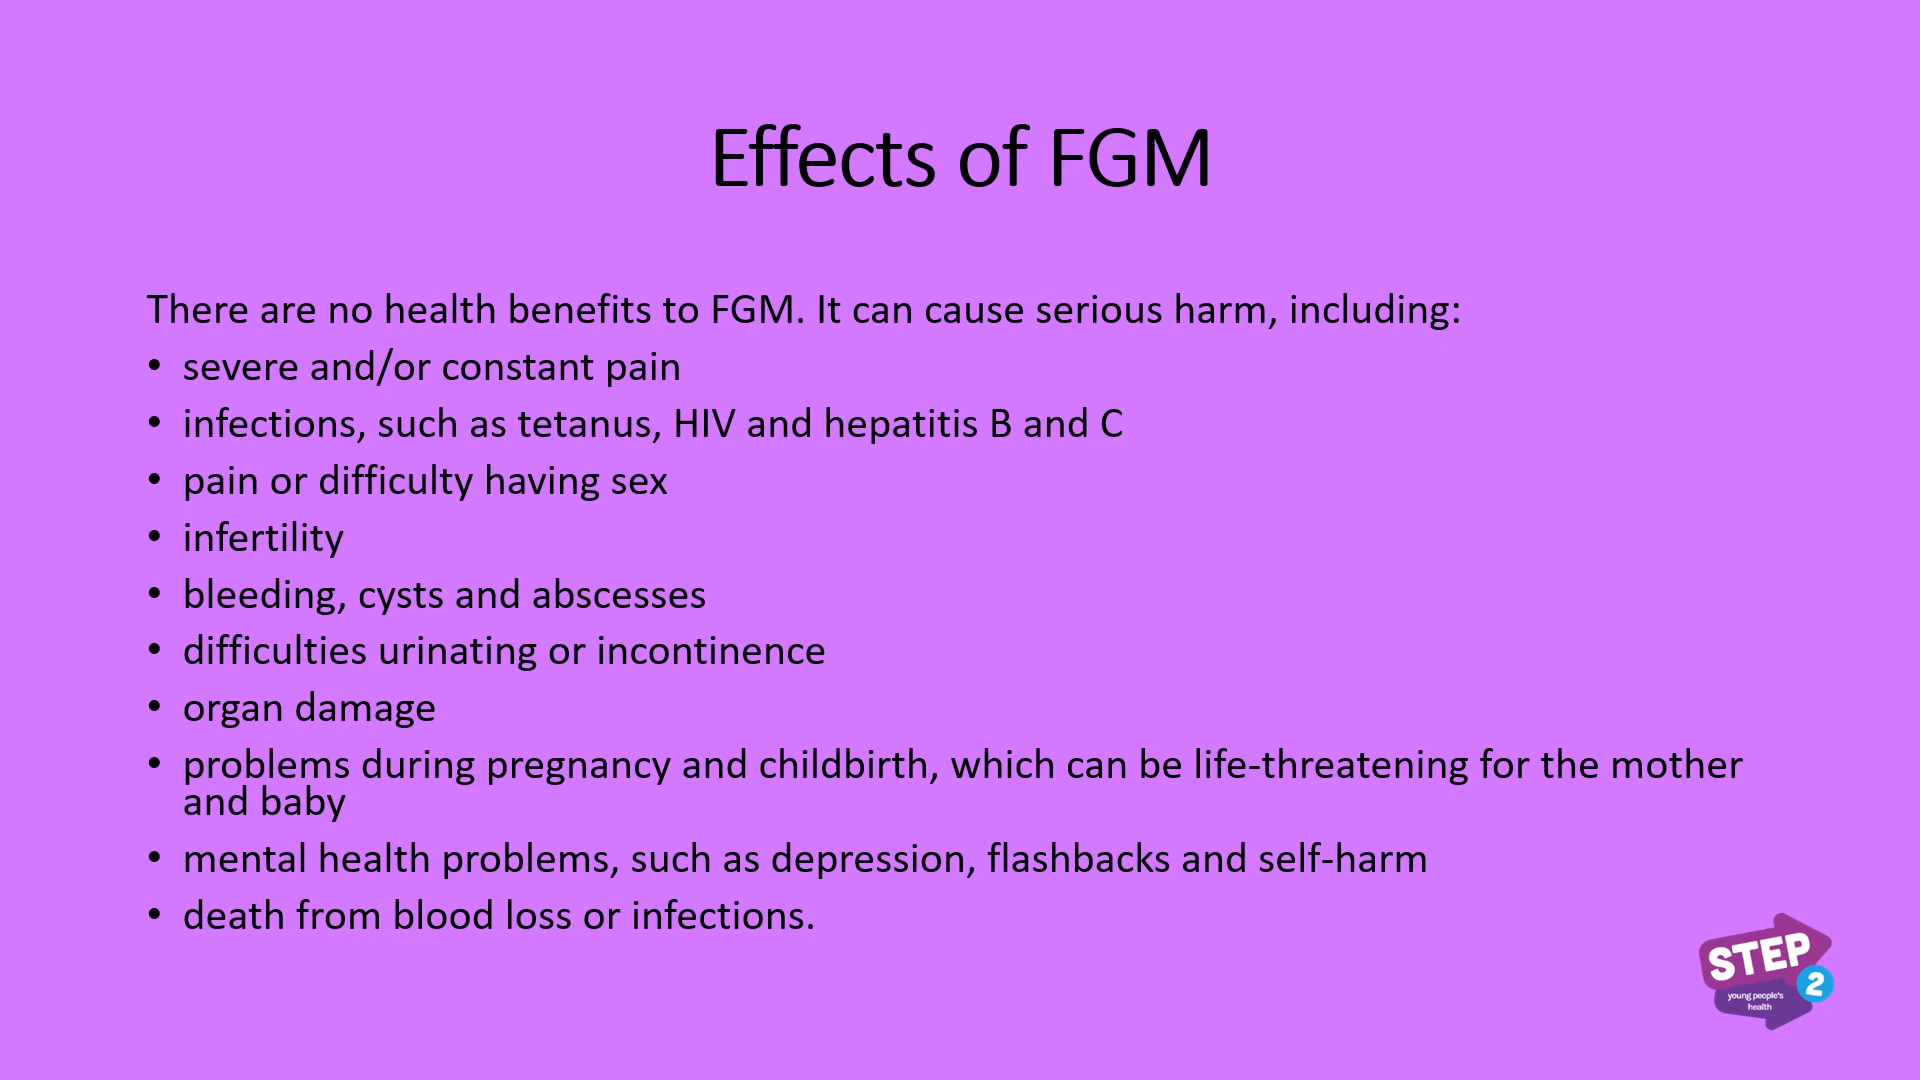 Effects of FGM
There are no health benefits to FGM. It can cause serious harm, including:
• severe and/or constant pain
• infections, such as tetanus, HIV and hepatitis B and C
• pain or difficulty having sex
• infertility
• bleeding, cysts and abscesses
• difficulties urinating or incontinence
• organ damage
• problems during pregnancy and childbirth, which can be life-threatening for the mother
and baby
• mental health problems, such as depression, flashbacks and self-harm
• death from blood loss or infections.
STEP
2
young people's
health